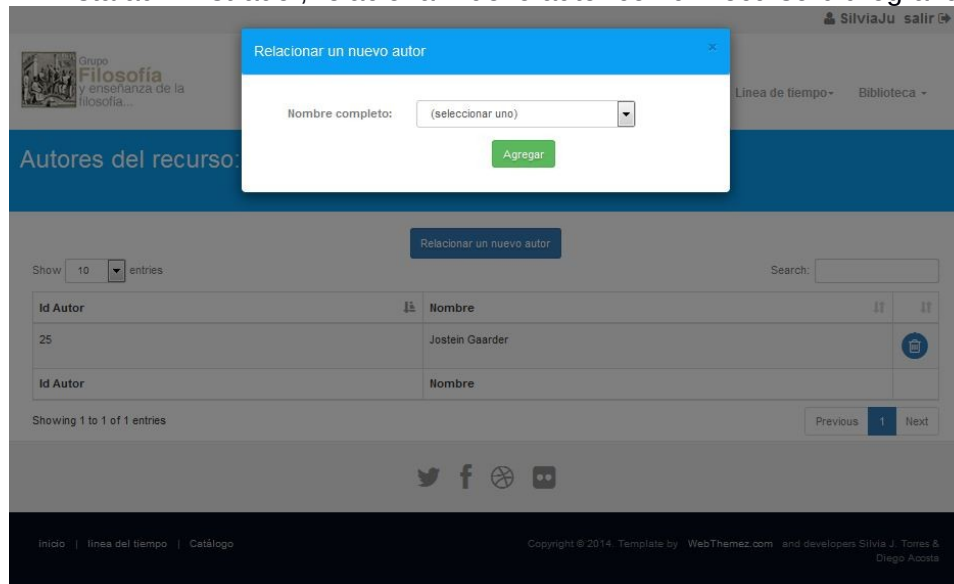 SilviaJu salir
Relacionar un nuevo autor ×
Grupo
Filosofía
y enseñanza de la
filosofía...
Linea de tiempo Biblioteca
Nombre completo: (seleccionar uno)
Agregar
Autores del recurso:
Relacionar un nuevo autor
Show 10 entries Search:
Id Autor Nombre
25 Jostein Gaarder
Id Autor Nombre
Showing 1 to 1 of 1 entries Previous 1 Next
inicio | linea del tiempo | Catálogo
Copyright © 2014. Template by WebThemez.com and developers Silvia J. Torres &
Diego Acosta